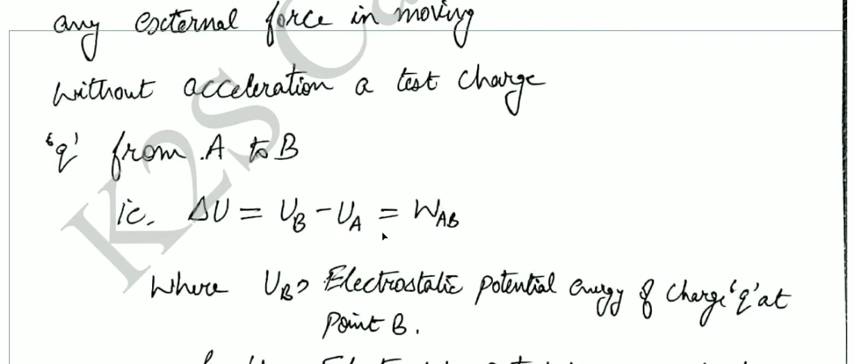 any external force in moving
without acceleration a test charge
'q' from A to B
ie. ΔU = U_B - U_A = W_AB
where U_B → Electrostatic potential energy of charge 'q' at
point B.
K2S